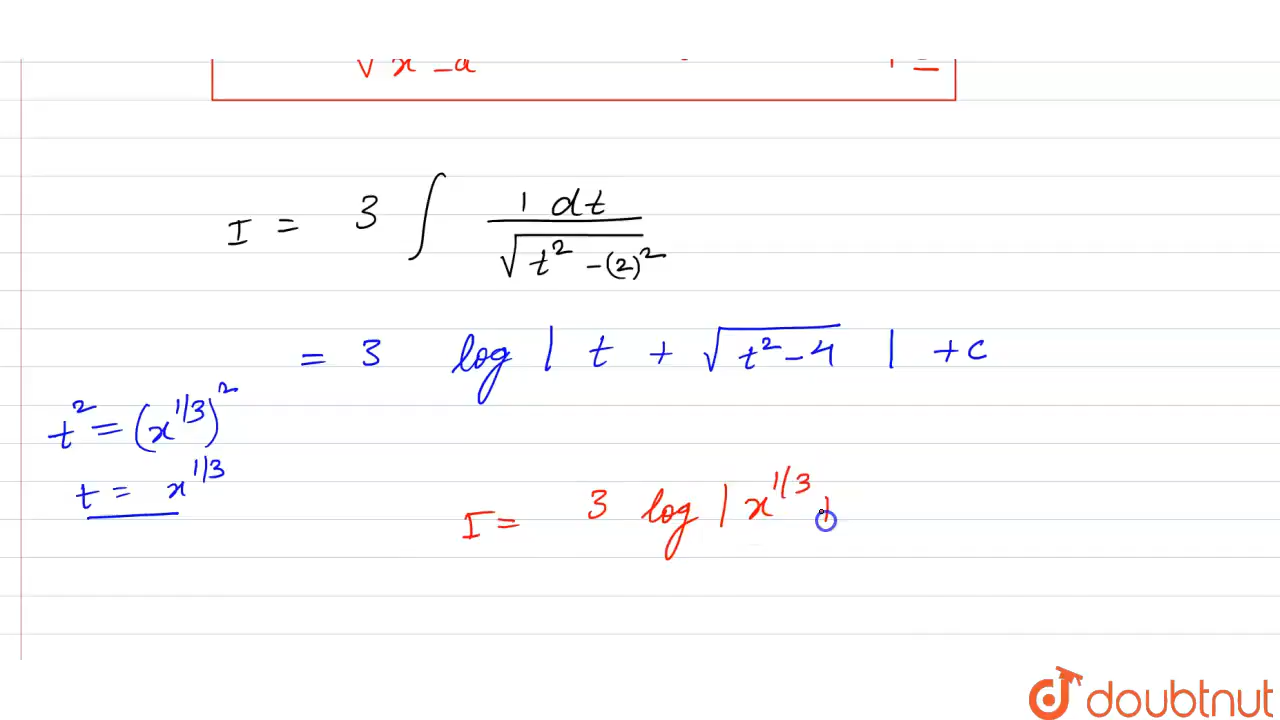 √x - a
I = 3 ∫ 1 dt / √(t² - (2)²)
= 3 log | t + √(t² - 4) | + c
t² = (x^1/3)²
t = x^1/3
I = 3 log | x^1/3 +
doubtnut